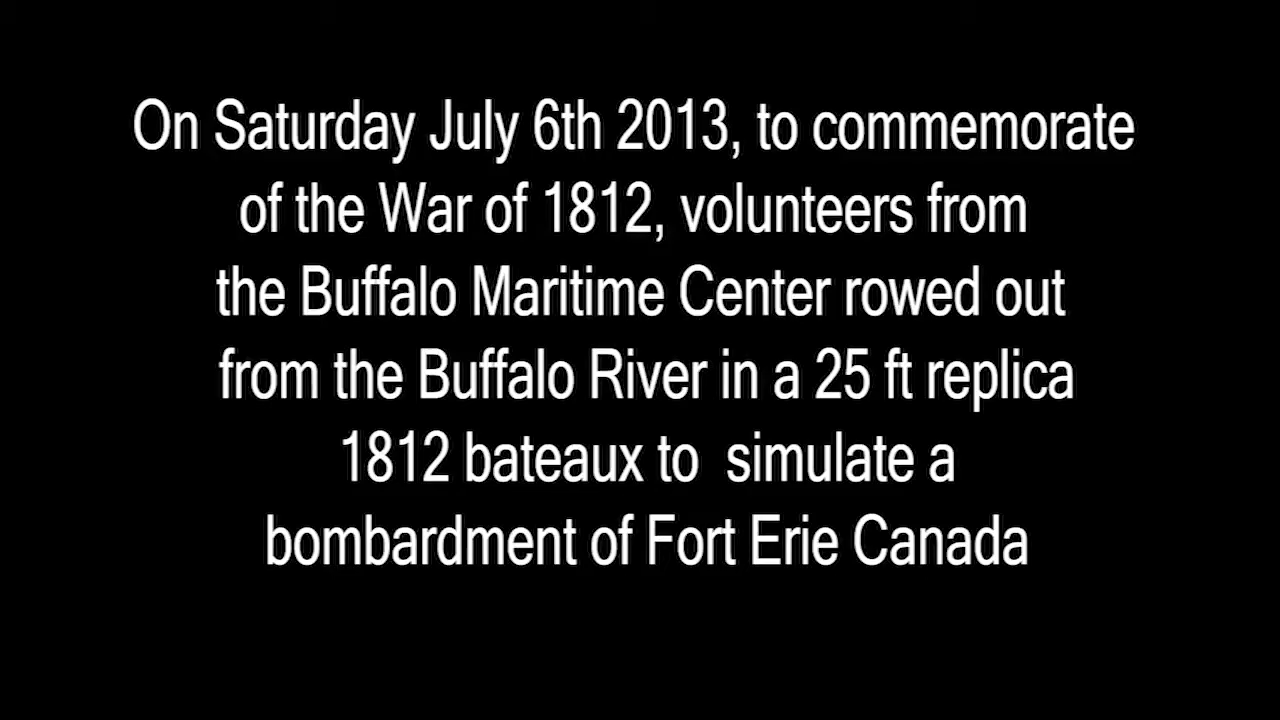 On Saturday July 6th 2013, to commemorate
of the War of 1812, volunteers from
the Buffalo Maritime Center rowed out
from the Buffalo River in a 25 ft replica
1812 bateaux to  simulate a
bombardment of Fort Erie Canada